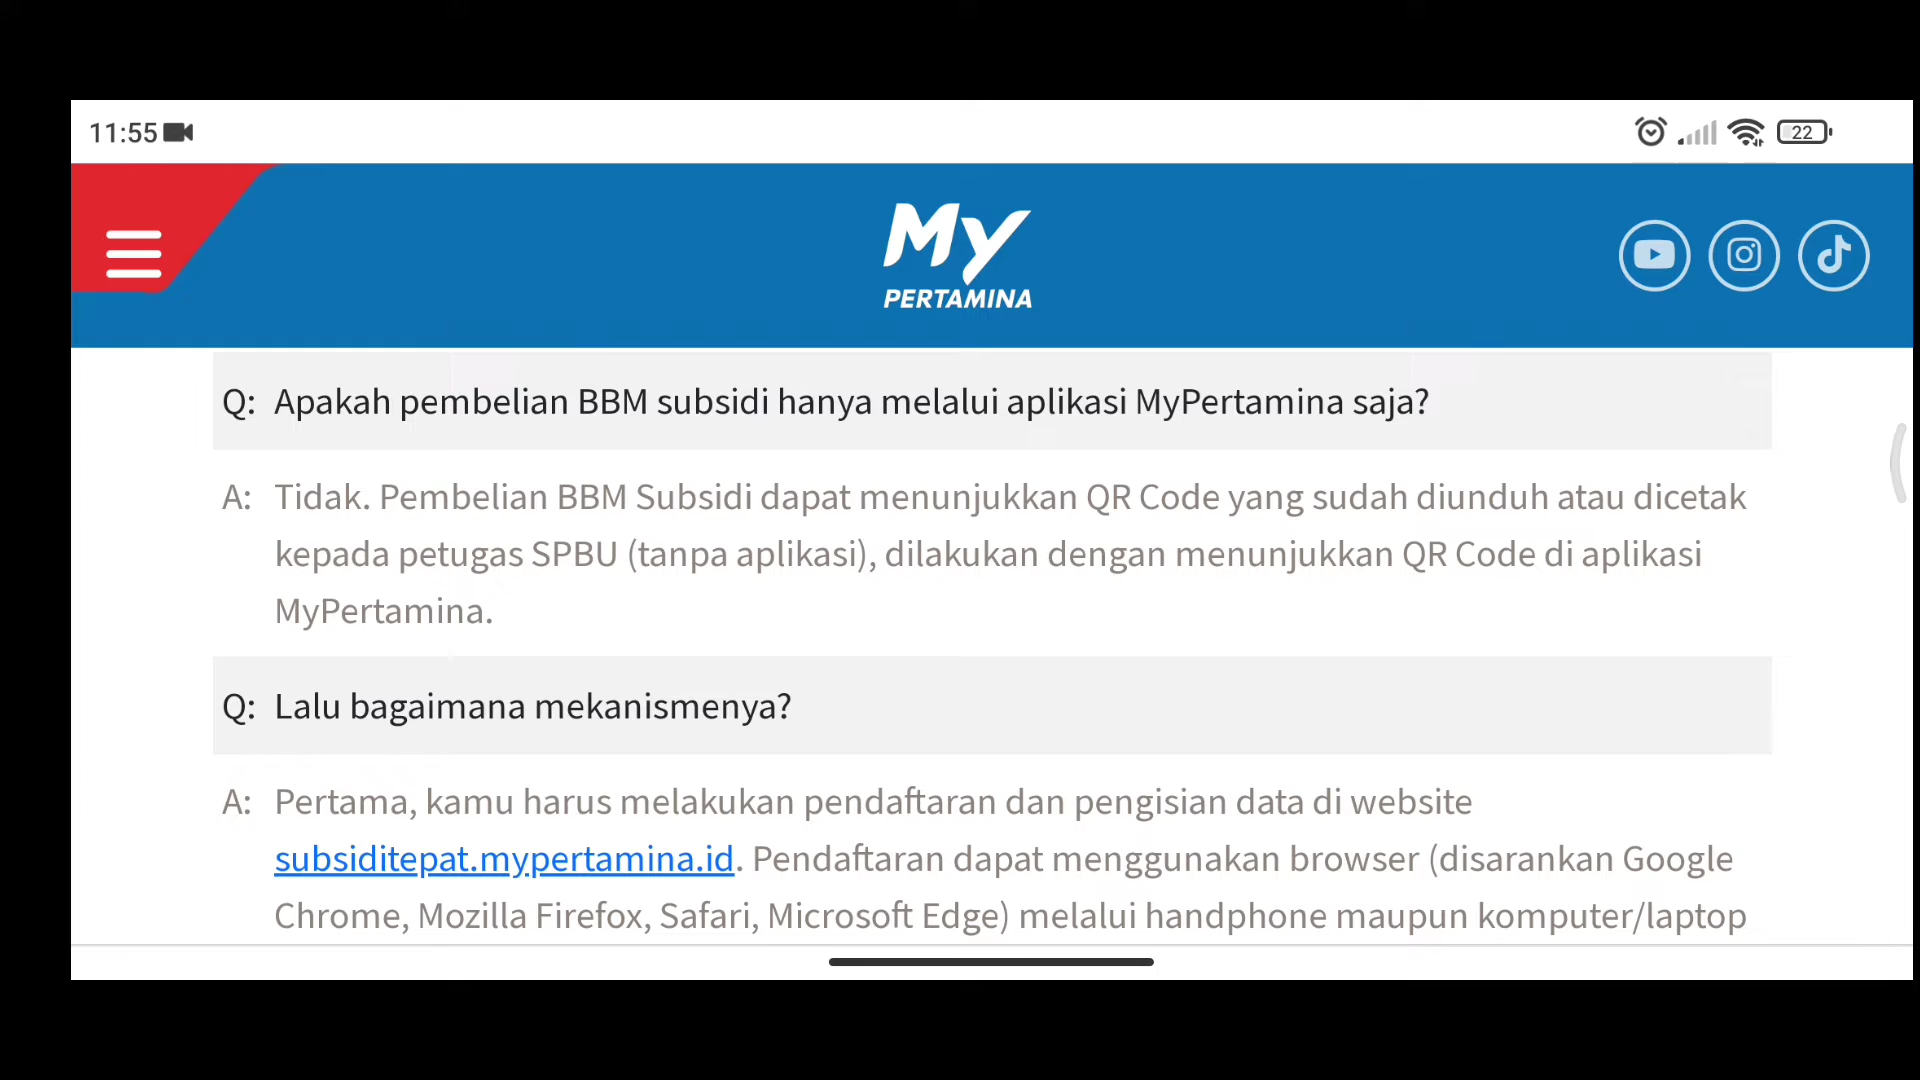 11:55
22
My
PERTAMINA
Q: Apakah pembelian BBM subsidi hanya melalui aplikasi MyPertamina saja?
A: Tidak. Pembelian BBM Subsidi dapat menunjukkan QR Code yang sudah diunduh atau dicetak
kepada petugas SPBU (tanpa aplikasi), dilakukan dengan menunjukkan QR Code di aplikasi
MyPertamina.
Q: Lalu bagaimana mekanismenya?
A: Pertama, kamu harus melakukan pendaftaran dan pengisian data di website
subsiditepat.mypertamina.id. Pendaftaran dapat menggunakan browser (disarankan Google
Chrome, Mozilla Firefox, Safari, Microsoft Edge) melalui handphone maupun komputer/laptop